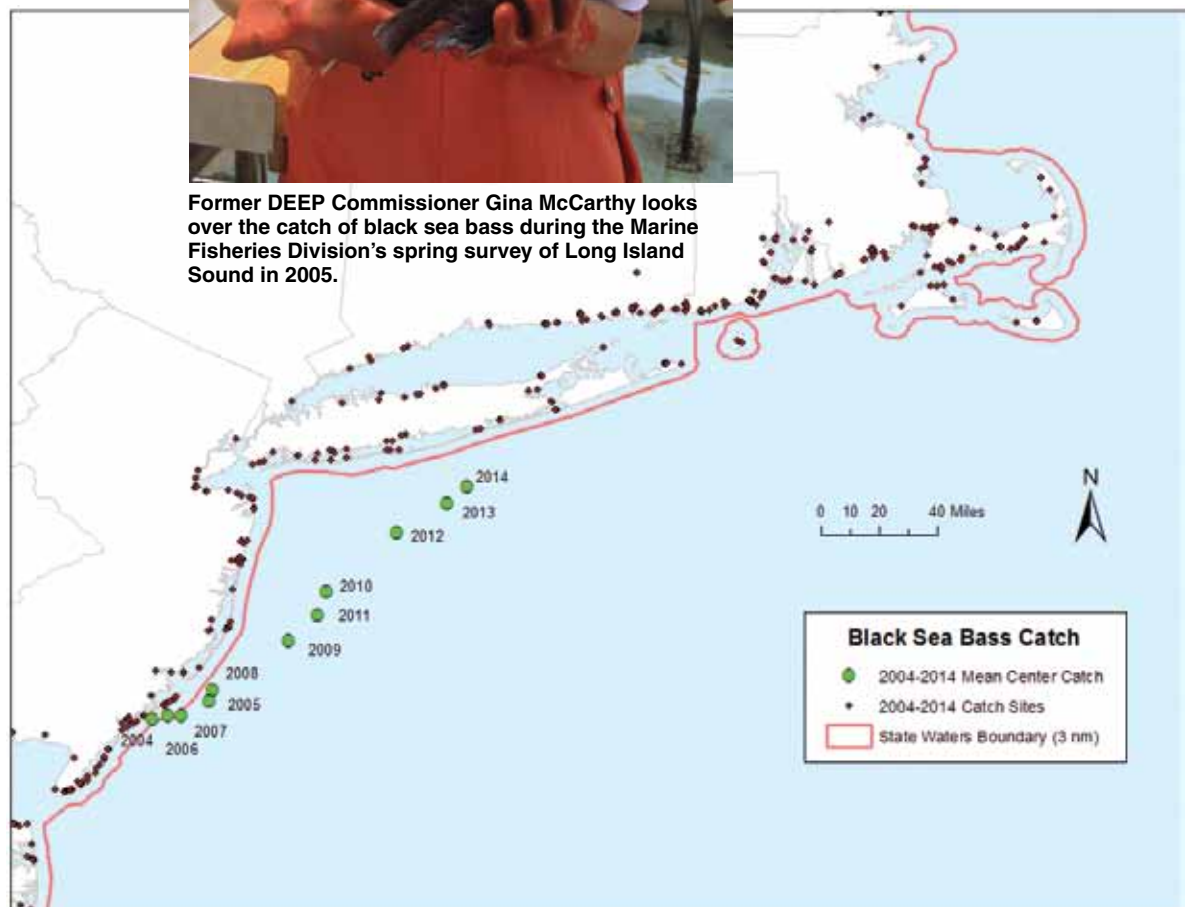 Former DEEP Commissioner Gina McCarthy looks
over the catch of black sea bass during the Marine
Fisheries Division's spring survey of Long Island
Sound in 2005.
2014
2013
2012
N
0 10 20 40 Miles
2010
2011
2009
2008
2005
2007
2004
2006
Black Sea Bass Catch
2004-2014 Mean Center Catch
2004-2014 Catch Sites
State Waters Boundary (3 nm)